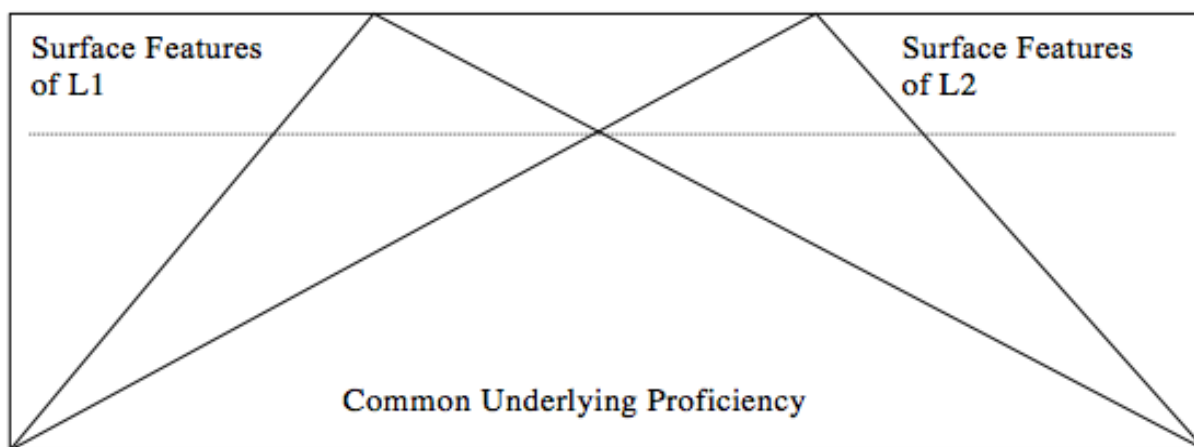 Surface Features
of L1
Surface Features
of L2
Common Underlying Proficiency